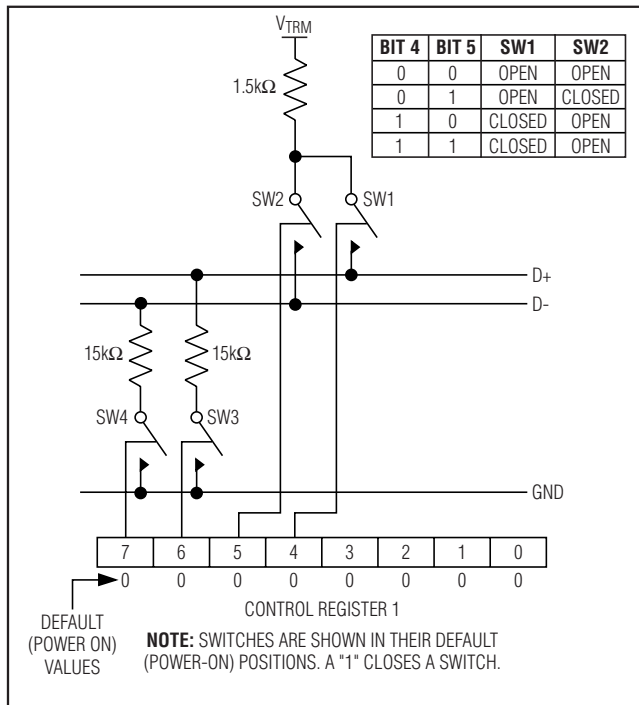 VTRM
1.5kΩ
BIT 4 BIT 5 SW1 SW2
0 0 OPEN OPEN
0 1 OPEN CLOSED
1 0 CLOSED OPEN
1 1 CLOSED OPEN
SW2 SW1
D+
D-
15kΩ 15kΩ
SW4 SW3
GND
7 6 5 4 3 2 1 0
0 0 0 0 0 0 0 0
CONTROL REGISTER 1
DEFAULT
(POWER ON)
VALUES
NOTE: SWITCHES ARE SHOWN IN THEIR DEFAULT
(POWER-ON) POSITIONS. A "1" CLOSES A SWITCH.